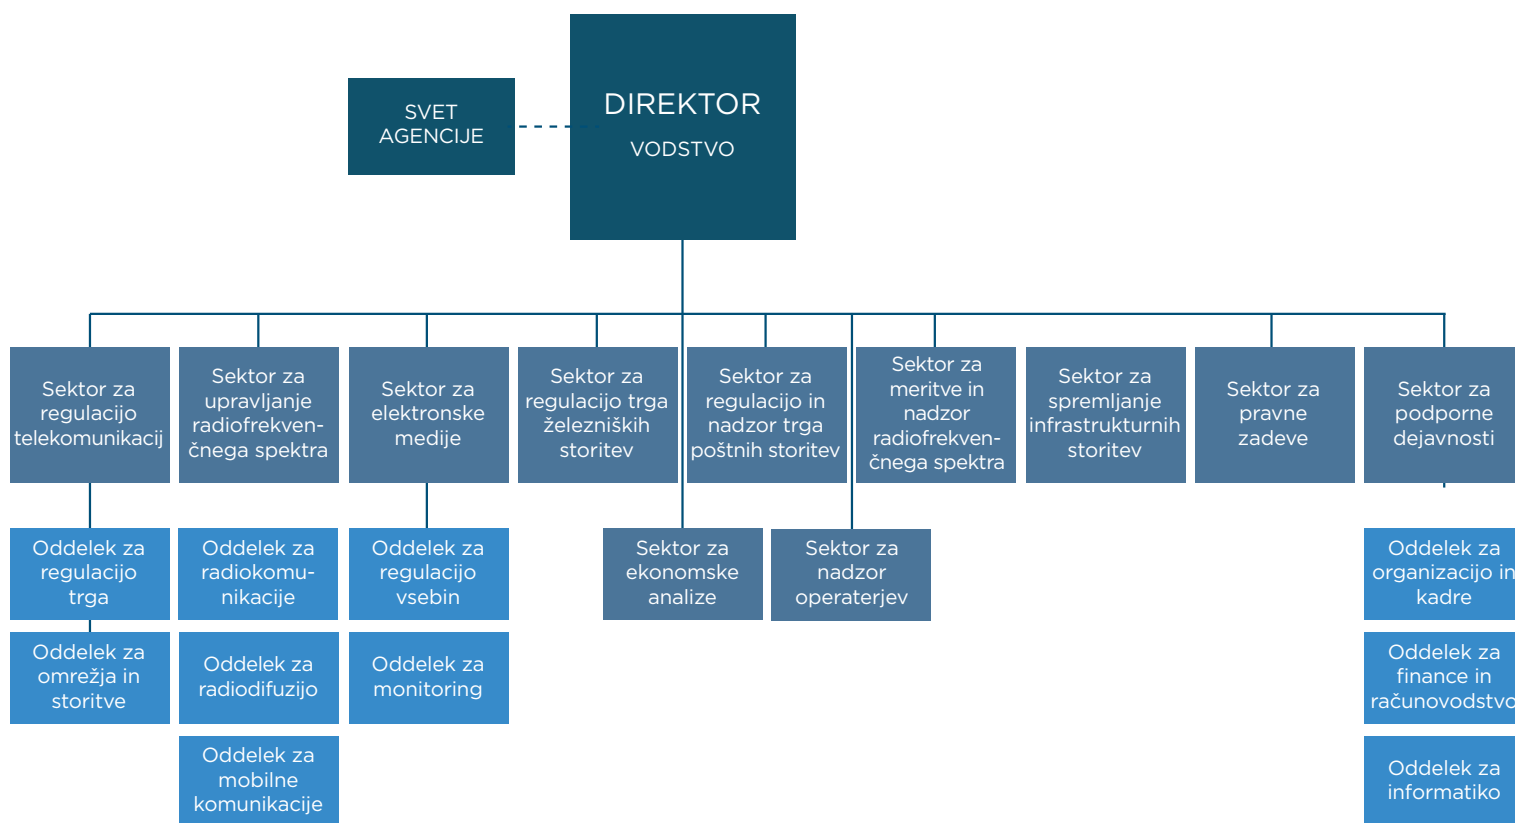 SVET
AGENCIJE
DIREKTOR
VODSTVO
Sektor za
regulacijo
telekomunikacij
Sektor za
upravljanje
radiofrekven-
čnega spektra
Sektor za
elektronske
medije
Sektor za
regulacijo trga
železniških
storitev
Sektor za
regulacijo in
nadzor trga
poštnih storitev
Sektor za
meritve in
nadzor
radiofrekven-
čnega spektra
Sektor za
spremljanje
infrastrukturnih
storitev
Sektor za
pravne
zadeve
Sektor za
podporne
dejavnosti
Oddelek za
regulacijo
trga
Oddelek za
radiokomu-
nikacije
Oddelek za
regulacijo
vsebin
Sektor za
ekonomske
analize
Sektor za
nadzor
operaterjev
Oddelek za
organizacijo in
kadre
Oddelek za
omrežja in
storitve
Oddelek za
radiodifuzijo
Oddelek za
monitoring
Oddelek za
finance in
računovodstvo
Oddelek za
mobilne
komunikacije
Oddelek za
informatiko